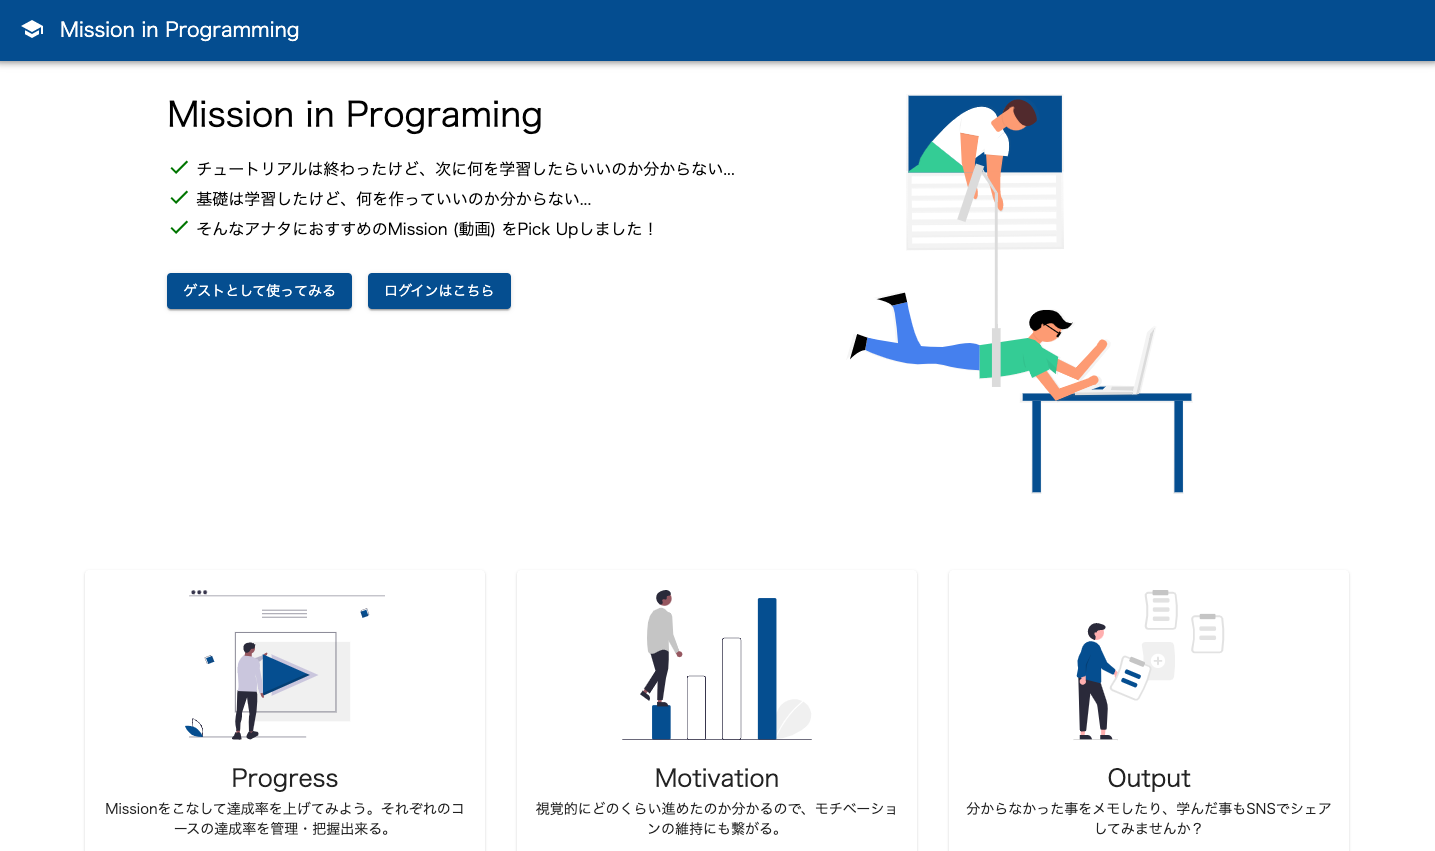 Mission in Programming
Mission in Programing
チュートリアルは終わったけど、次に何を学習したらいいのか分からない...
基礎は学習したけど、何を作っていいのか分からない...
そんなアナタにおすすめのMission (動画) をPick Upしました！
ゲストとして使ってみる
ログインはこちら
Progress
Missionをこなして達成率を上げてみよう。それぞれのコ
ースの達成率を管理・把握出来る。
Motivation
視覚的にどのくらい進めたのか分かるので、モチベーショ
ンの維持にも繋がる。
Output
分からなかった事をメモしたり、学んだ事もSNSでシェア
してみませんか？